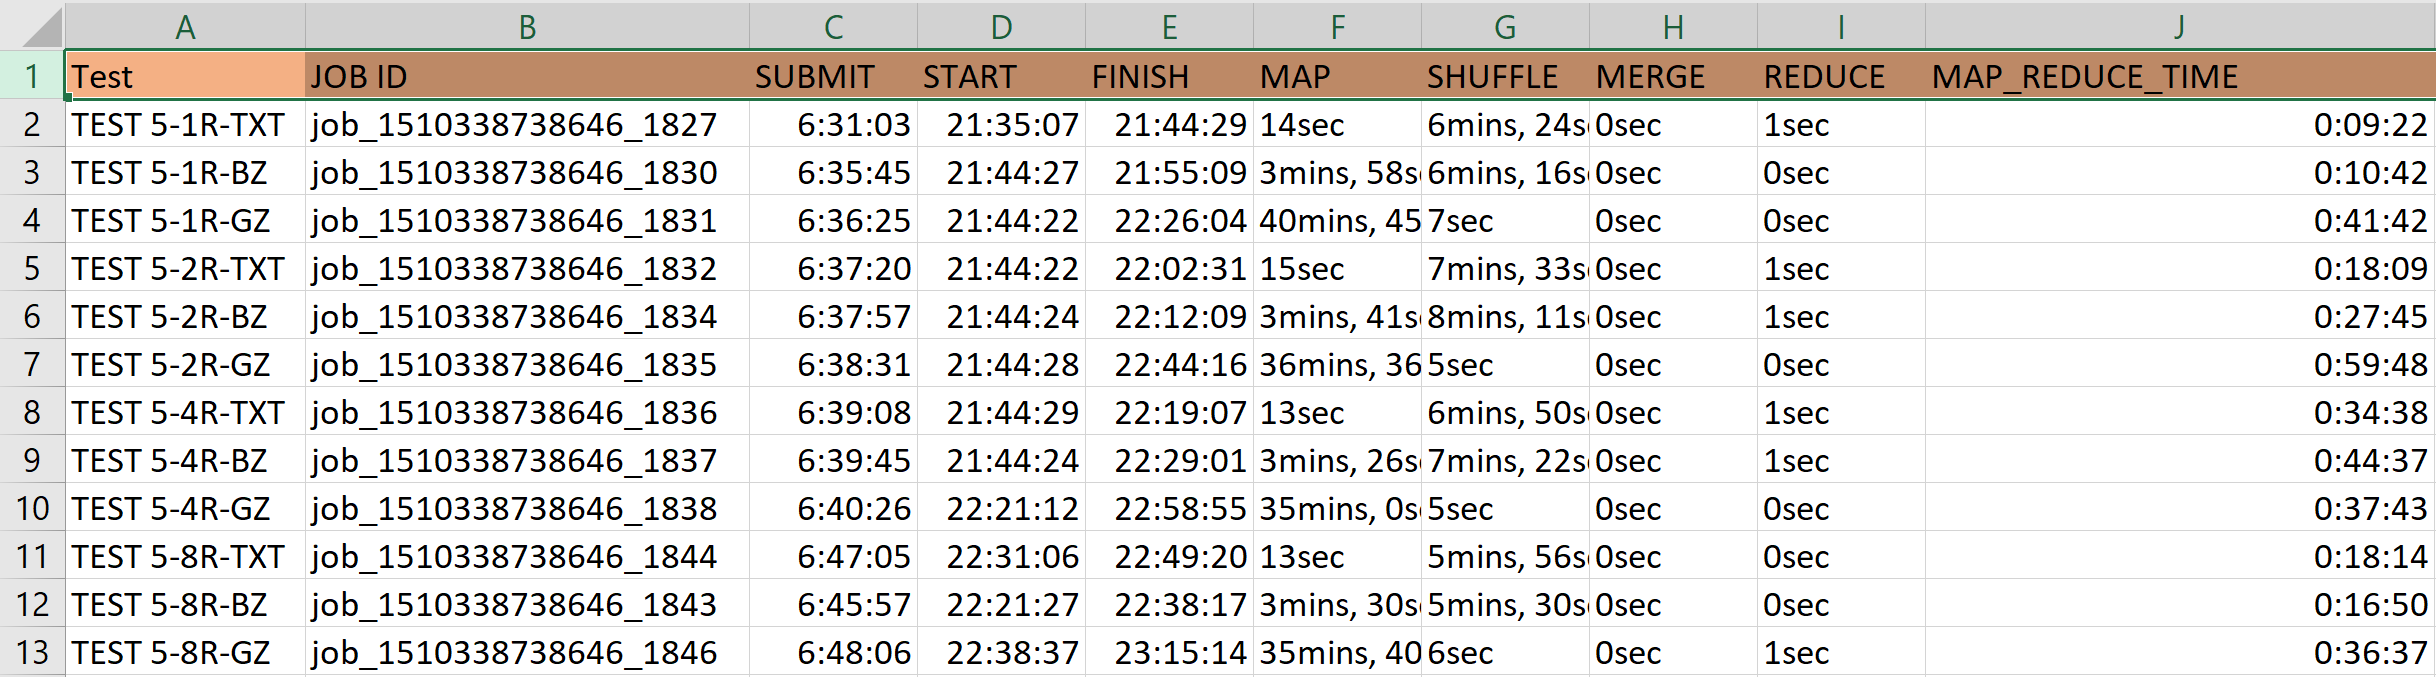 A B C D E F G H I J
1 Test JOB ID SUBMIT START FINISH MAP SHUFFLE MERGE REDUCE MAP_REDUCE_TIME
2 TEST 5-1R-TXT job_1510338738646_1827 6:31:03 21:35:07 21:44:29 14sec 6mins, 24s 0sec 1sec 0:09:22
3 TEST 5-1R-BZ job_1510338738646_1830 6:35:45 21:44:27 21:55:09 3mins, 58s 6mins, 16s 0sec 0sec 0:10:42
4 TEST 5-1R-GZ job_1510338738646_1831 6:36:25 21:44:22 22:26:04 40mins, 45 7sec 0sec 0sec 0:41:42
5 TEST 5-2R-TXT job_1510338738646_1832 6:37:20 21:44:22 22:02:31 15sec 7mins, 33s 0sec 1sec 0:18:09
6 TEST 5-2R-BZ job_1510338738646_1834 6:37:57 21:44:24 22:12:09 3mins, 41s 8mins, 11s 0sec 1sec 0:27:45
7 TEST 5-2R-GZ job_1510338738646_1835 6:38:31 21:44:28 22:44:16 36mins, 36 5sec 0sec 0sec 0:59:48
8 TEST 5-4R-TXT job_1510338738646_1836 6:39:08 21:44:29 22:19:07 13sec 6mins, 50s 0sec 1sec 0:34:38
9 TEST 5-4R-BZ job_1510338738646_1837 6:39:45 21:44:24 22:29:01 3mins, 26s 7mins, 22s 0sec 1sec 0:44:37
10 TEST 5-4R-GZ job_1510338738646_1838 6:40:26 22:21:12 22:58:55 35mins, 0s 5sec 0sec 0sec 0:37:43
11 TEST 5-8R-TXT job_1510338738646_1844 6:47:05 22:31:06 22:49:20 13sec 5mins, 56s 0sec 0sec 0:18:14
12 TEST 5-8R-BZ job_1510338738646_1843 6:45:57 22:21:27 22:38:17 3mins, 30s 5mins, 30s 0sec 0sec 0:16:50
13 TEST 5-8R-GZ job_1510338738646_1846 6:48:06 22:38:37 23:15:14 35mins, 40 6sec 0sec 1sec 0:36:37